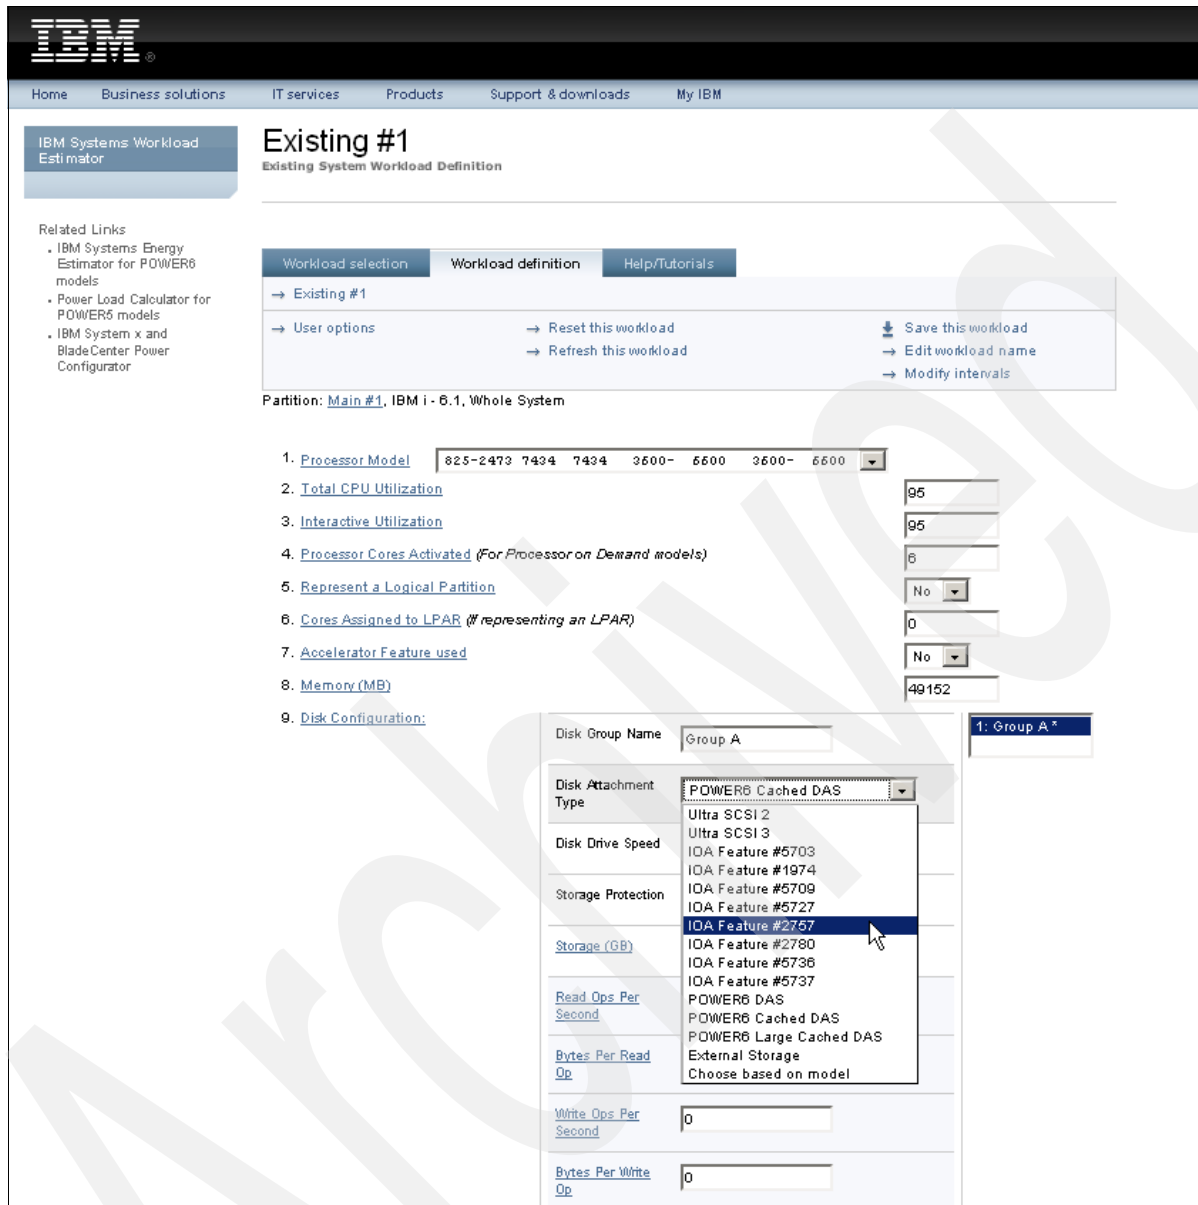 IBM®
Home Business solutions IT services Products Support & downloads My IBM
IBM Systems Workload
Estimator
Existing #1
Existing System Workload Definition
Related Links
IBM Systems Energy
Estimator for POWER6
models
Power Load Calculator for
POWER5 models
IBM System x and
BladeCenter Power
Configurator
Workload selection Workload definition Help/Tutorials
→ Existing #1
→ User options → Reset this workload Save this workload
→ Refresh this workload → Edit workload name
→ Modify intervals
Partition: Main #1, IBM i - 6.1, Whole System
1. Processor Model 825-2473 7434 7434 3600- 6600 3600- 6600
2. Total CPU Utilization 95
3. Interactive Utilization 95
4. Processor Cores Activated (For Processor on Demand models) 6
5. Represent a Logical Partition No
6. Cores Assigned to LPAR (If representing an LPAR) 0
7. Accelerator Feature used No
8. Memory (MB) 49152
9. Disk Configuration:
Disk Group Name Group A
1: Group A*
Disk Attachment
Type
POWER6 Cached DAS
Ultra SCSI 2
Ultra SCSI 3
IOA Feature #5703
IOA Feature #1974
IOA Feature #5709
IOA Feature #5727
IOA Feature #2757
IOA Feature #2780
IOA Feature #5736
IOA Feature #5737
POWER6 DAS
POWER6 Cached DAS
POWER6 Large Cached DAS
External Storage
Choose based on model
Disk Drive Speed
Storage Protection
Storage (GB)
Read Ops Per
Second
Bytes Per Read
Op
Write Ops Per
Second
0
Bytes Per Write
Op
0
Archived